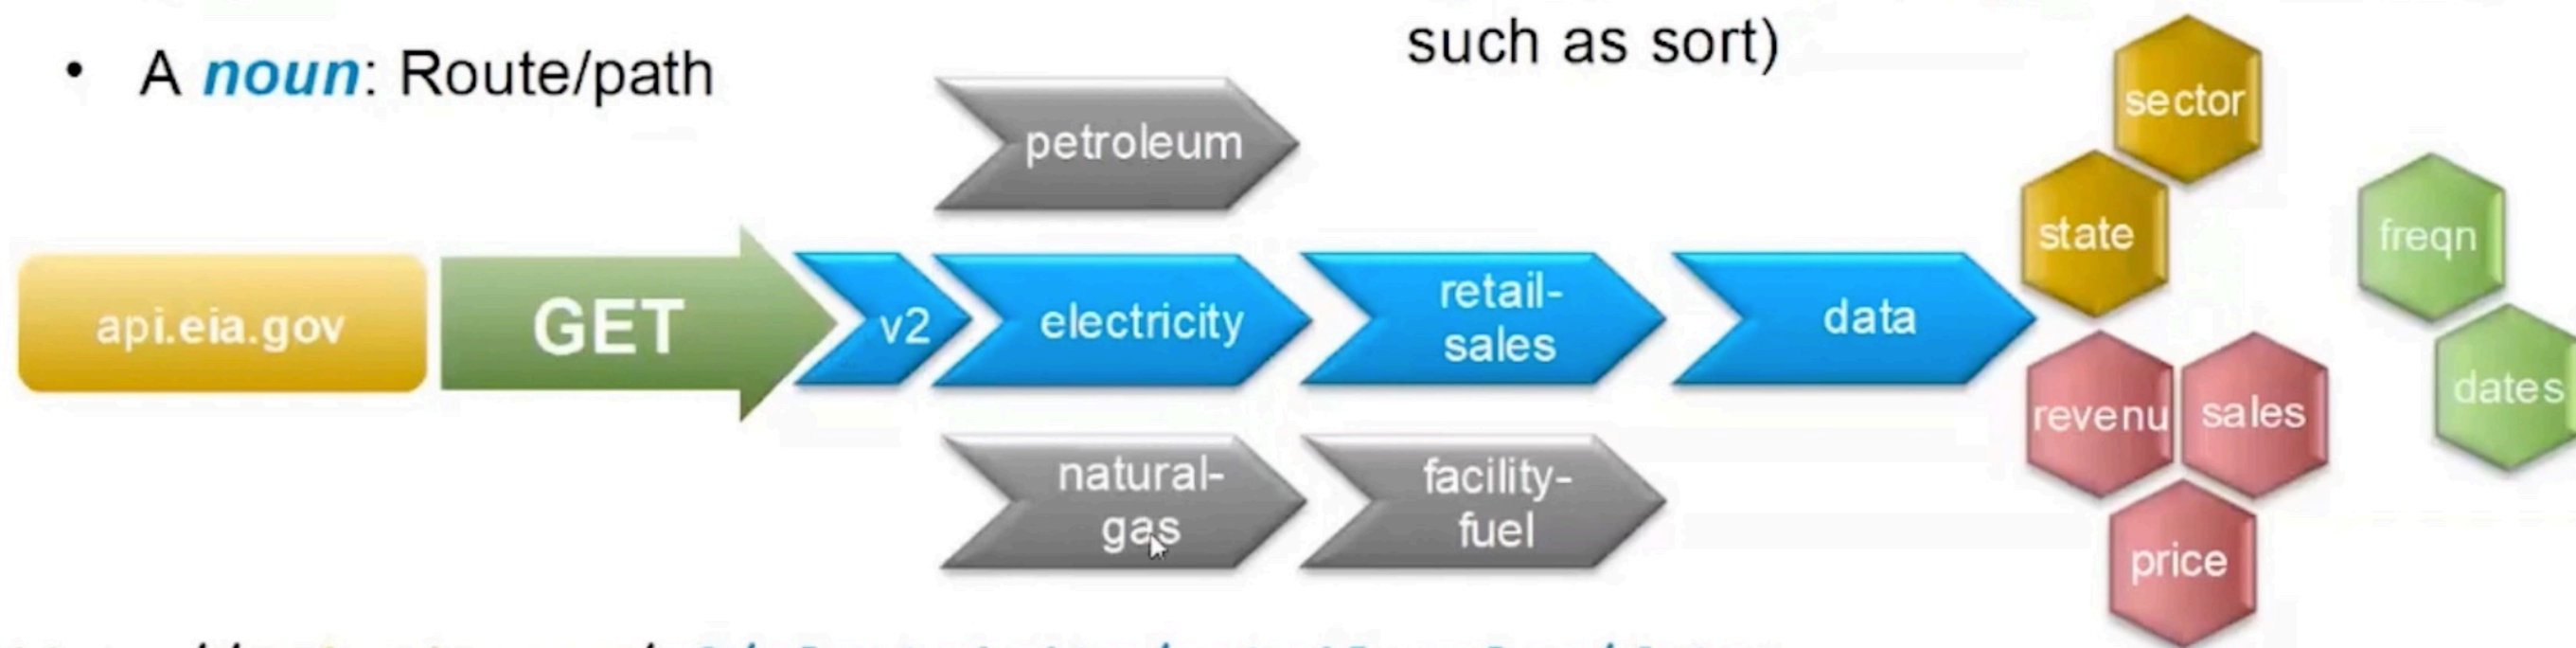 • A noun: Route/path
such as sort)
petroleum
sector
state
freqn
api.eia.gov
GET
v2
electricity
retail-
sales
data
dates
revenu
sales
natural-
gas
facility-
fuel
price